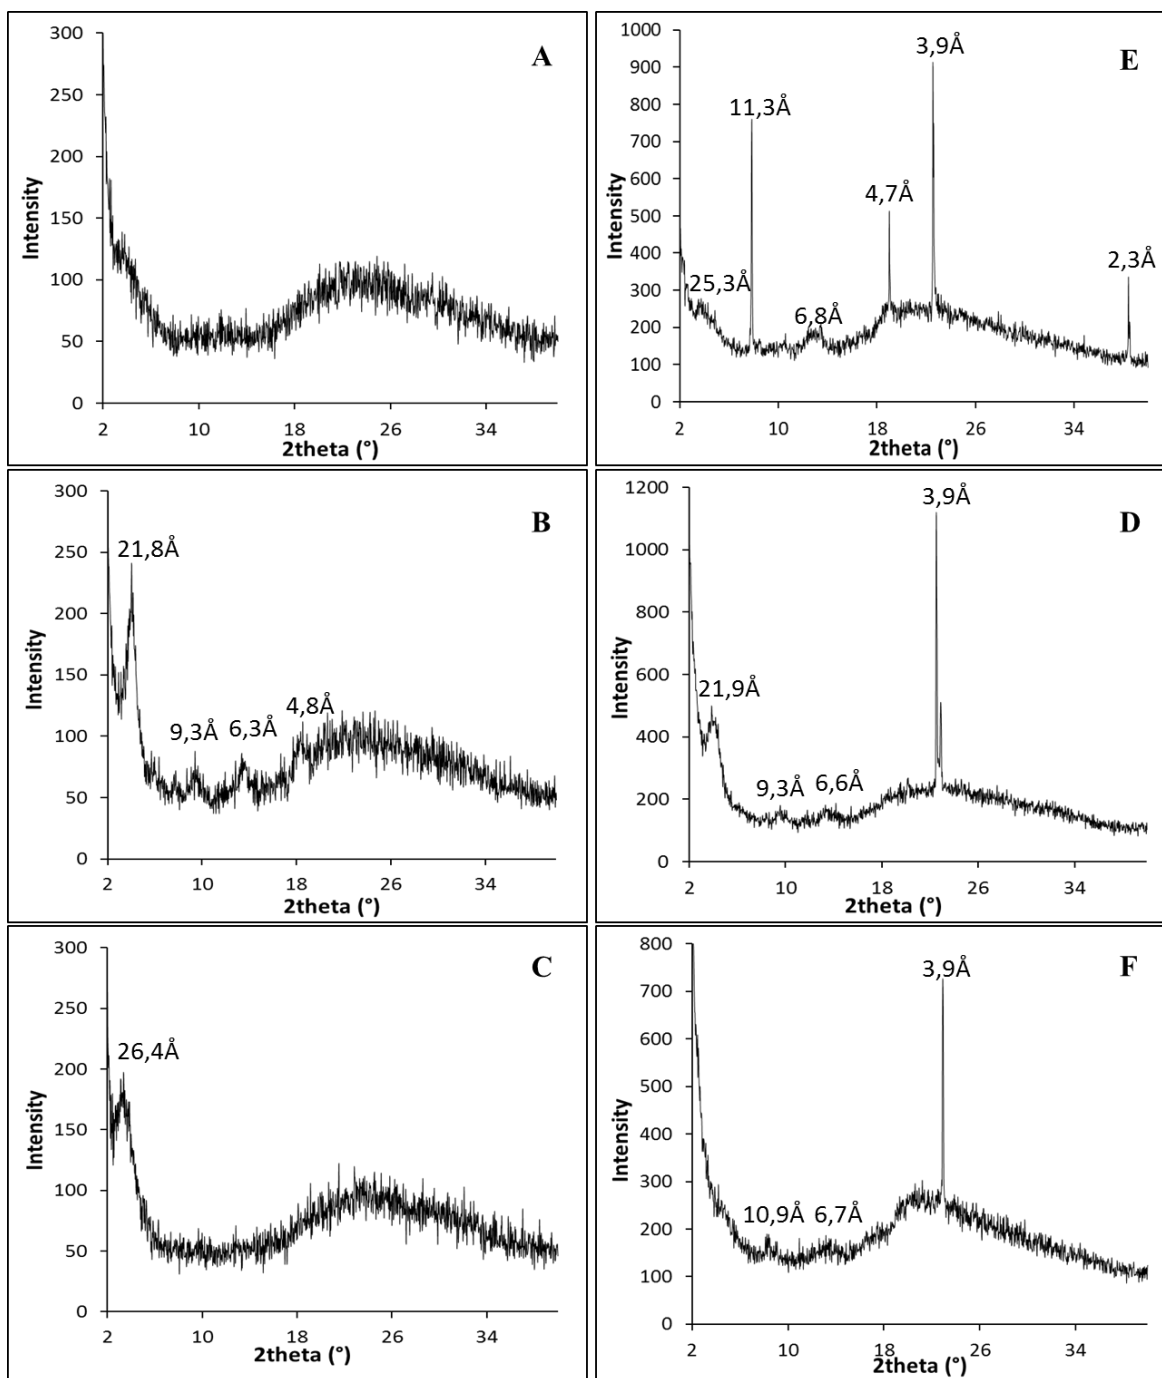 A
300
250
200
150
100
50
0
Intensity
2
10
18
26
34
2theta (°)
E
3,9Å
11,3Å
4,7Å
2,3Å
25,3Å
6,8Å
1000
900
800
700
600
500
400
300
200
100
0
Intensity
2
10
18
26
34
2theta (°)
B
21,8Å
9,3Å
6,3Å
4,8Å
300
250
200
150
100
50
0
Intensity
2
10
18
26
34
2theta (°)
D
3,9Å
21,9Å
9,3Å
6,6Å
1200
1000
800
600
400
200
0
Intensity
2
10
18
26
34
2theta (°)
C
26,4Å
300
250
200
150
100
50
0
Intensity
2
10
18
26
34
2theta (°)
F
3,9Å
10,9Å
6,7Å
800
700
600
500
400
300
200
100
0
Intensity
2
10
18
26
34
2theta (°)